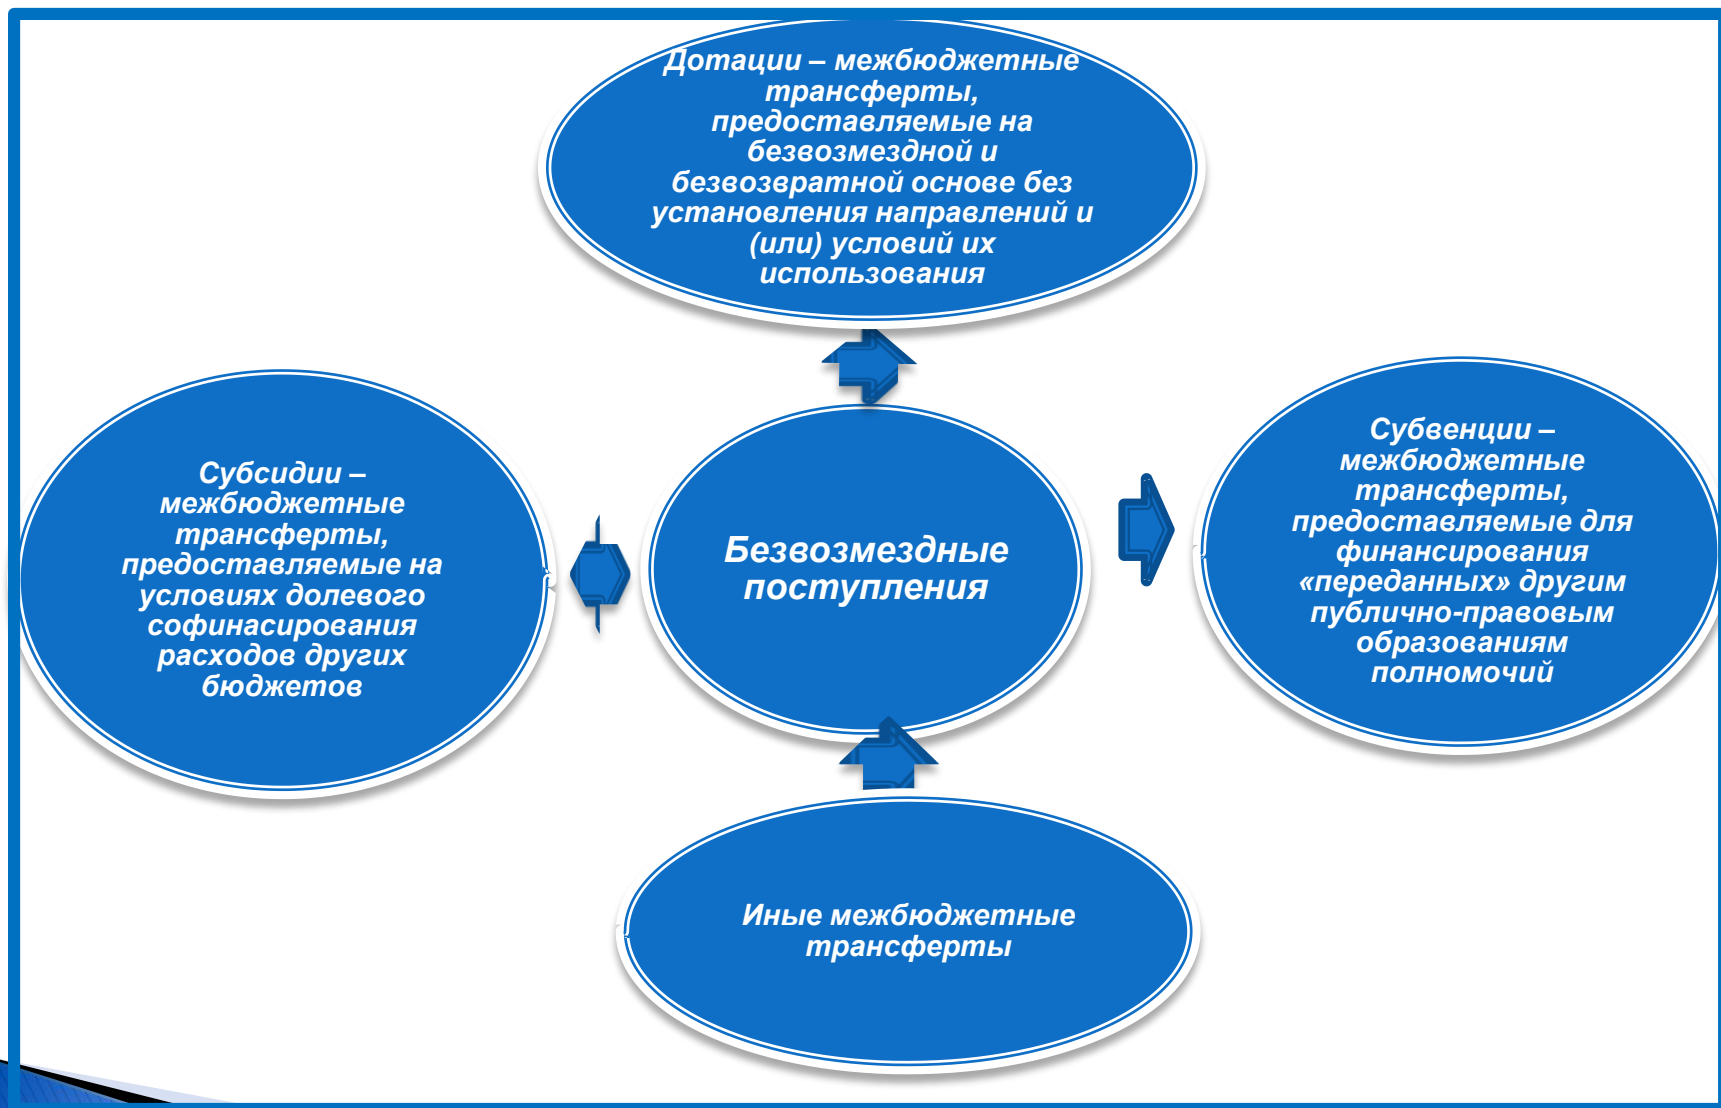 Дотации – межбюджетные
трансферты,
предоставляемые на
безвозмездной и
безвозвратной основе без
установления направлений и
(или) условий их
использования
Субсидии –
межбюджетные
трансферты,
предоставляемые на
условиях долевого
софинасирования
расходов других
бюджетов
Безвозмездные
поступления
Субвенции –
межбюджетные
трансферты,
предоставляемые для
финансирования
«переданных» другим
публично-правовым
образованиям
полномочий
Иные межбюджетные
трансферты